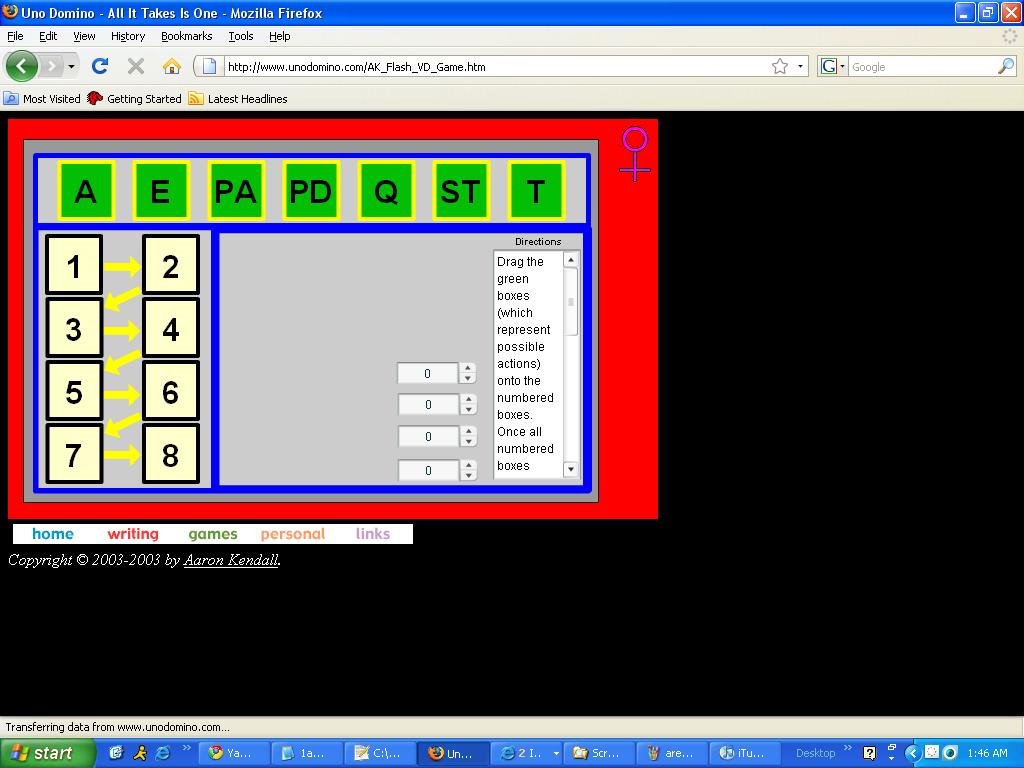 Uno Domino - All It Takes Is One - Mozilla Firefox
File Edit View History Bookmarks Tools Help
http://www.unodomino.com/AK_Flash_VD_Game.htm
G Google
Most Visited Getting Started Latest Headlines
A E PA PD Q ST T
1 2
3 4
5 6
7 8
Directions
Drag the
green
boxes
(which
represent
possible
actions)
onto the
numbered
boxes.
Once all
numbered
boxes
0
0
0
0
home writing games personal links
Copyright © 2003-2003 by Aaron Kendall.
Transferring data from www.unodomino.com...
start Ya... 1a... C:\... Un... 2 I.. Scr... are... iTu... Desktop 1:46 AM